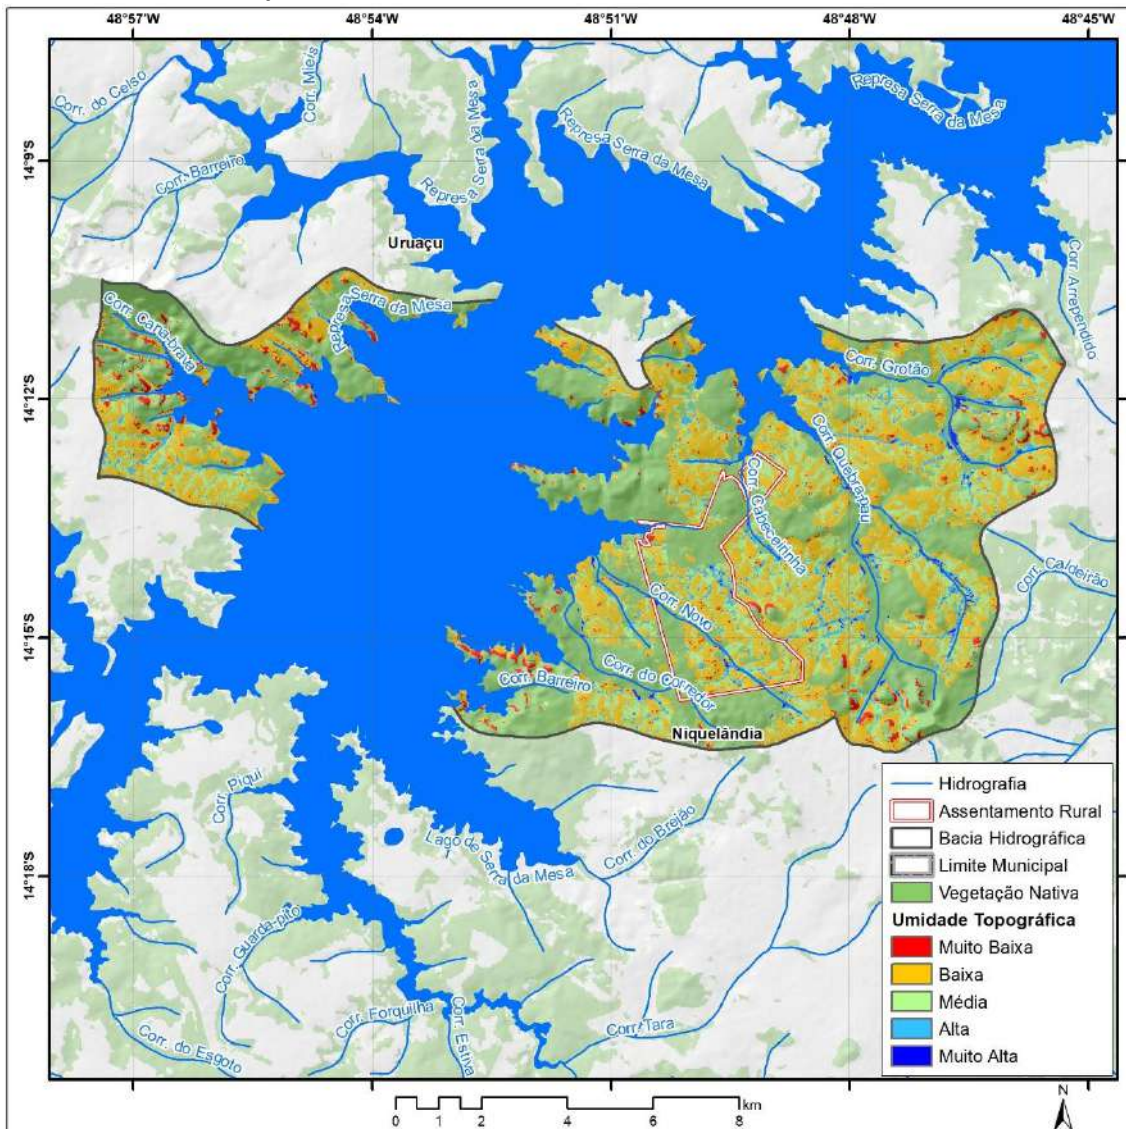 48°57'W
48°54'W
48°51'W
48°48'W
48°45'W
14°9'S
14°12'S
14°15'S
14°18'S
Corr. do Celso
Corr. Mieis
Represa Serra da Mesa
Represa Serra da Mesa
Represa Serra da Mesa
Corr. Barreiro
Uruaçu
Corr. Arrependido
Represa Serra da Mesa
Corr. Cana-brava
Corr. Grotão
Corr. Quebra-pau
Corr. Cabeceirinha
Corr. Caldeirão
Corr. Novo
Corr. do Corredor
Corr. Barreiro
Niquelândia
Corr. Piqui
Lago de Serra da Mesa
Corr. do Brejão
Corr. Guarda-pito
Corr. Forquilha
Corr. Estiva
Corr. Tara
Corr. do Esgoto
Hidrografia
Assentamento Rural
Bacia Hidrográfica
Limite Municipal
Vegetação Nativa
Umidade Topográfica
Muito Baixa
Baixa
Média
Alta
Muito Alta
0 1 2 4 6 8 km
N